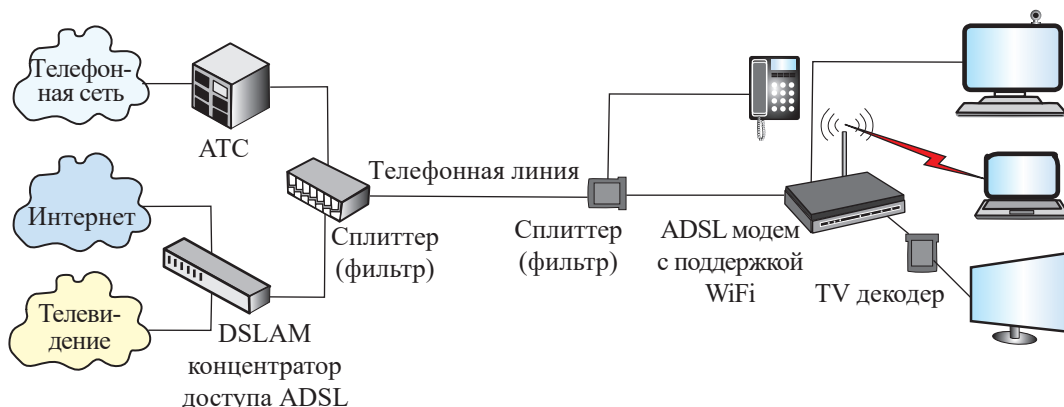 Телефон-
ная сеть
АТС
Интернет
Телеви-
дение
DSLAM
концентратор
доступа ADSL
Сплиттер
(фильтр)
Телефонная линия
Сплиттер
(фильтр)
ADSL модем
с поддержкой
WiFi
TV декодер